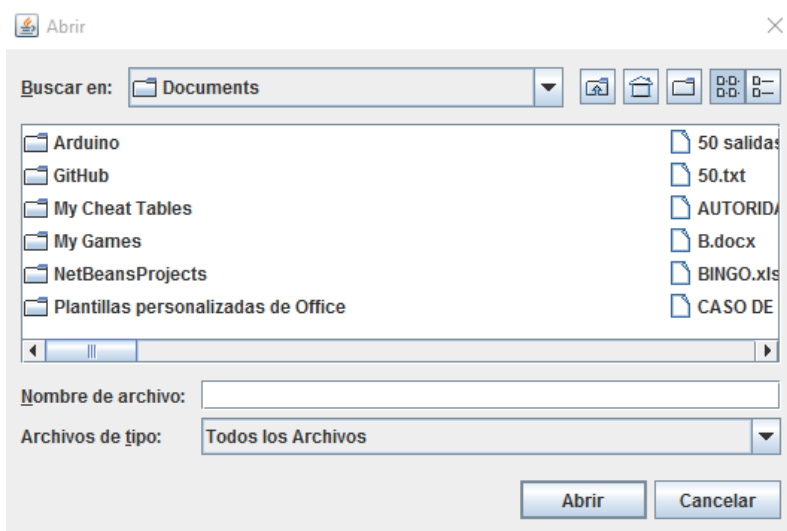 Abrir
Buscar en: Documents
Arduino
GitHub
My Cheat Tables
My Games
NetBeansProjects
Plantillas personalizadas de Office
50 salidas
50.txt
AUTORIDA
B.docx
BINGO.xls
CASO DE
Nombre de archivo:
Archivos de tipo: Todos los Archivos
Abrir Cancelar